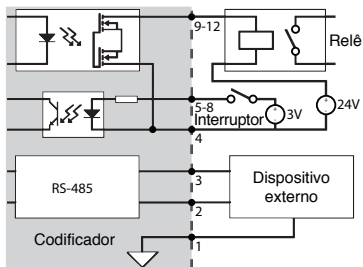 9-12
Relê
5-8
Interruptor
3V
24V
4
RS-485
3
2
Dispositivo
externo
Codificador
1